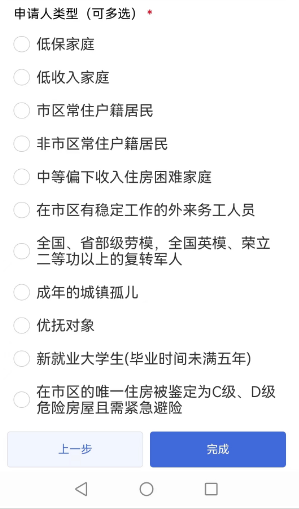 申请人类型（可多选） *
低保家庭
低收入家庭
市区常住户籍居民
非市区常住户籍居民
中等偏下收入住房困难家庭
在市区有稳定工作的外来务工人员
全国、省部级劳模，全国英模、荣立
二等功以上的复转军人
成年的城镇孤儿
优抚对象
新就业大学生(毕业时间未满五年)
在市区的唯一住房被鉴定为C级、D级
危险房屋且需紧急避险
上一步
完成